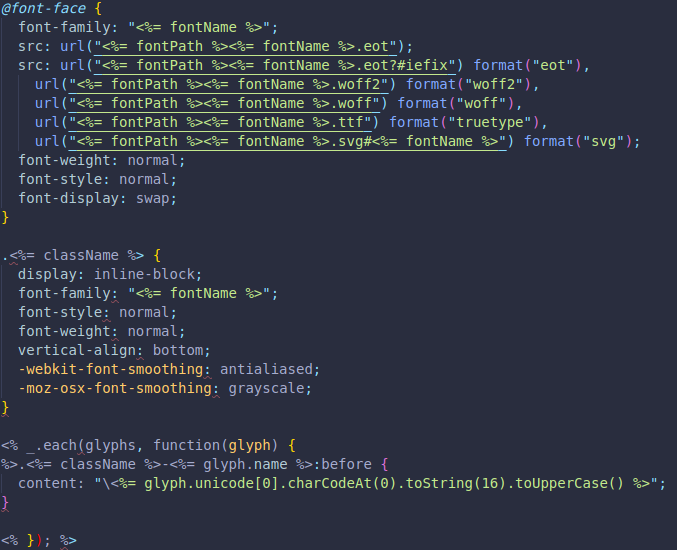 @font-face {
  font-family: "<%= fontName %>";
  src: url("<%= fontPath %><%= fontName %>.eot");
  src: url("<%= fontPath %><%= fontName %>.eot?#iefix") format("eot"),
    url("<%= fontPath %><%= fontName %>.woff2") format("woff2"),
    url("<%= fontPath %><%= fontName %>.woff") format("woff"),
    url("<%= fontPath %><%= fontName %>.ttf") format("truetype"),
    url("<%= fontPath %><%= fontName %>.svg#<%= fontName %>") format("svg");
  font-weight: normal;
  font-style: normal;
  font-display: swap;
}

.<%= className %> {
  display: inline-block;
  font-family: "<%= fontName %>";
  font-style: normal;
  font-weight: normal;
  vertical-align: bottom;
  -webkit-font-smoothing: antialiased;
  -moz-osx-font-smoothing: grayscale;
}

<% _.each(glyphs, function(glyph) {
%>.<%= className %>-<%= glyph.name %>:before {
  content: "\<%= glyph.unicode[0].charCodeAt(0).toString(16).toUpperCase() %>";
}

<% }); %>